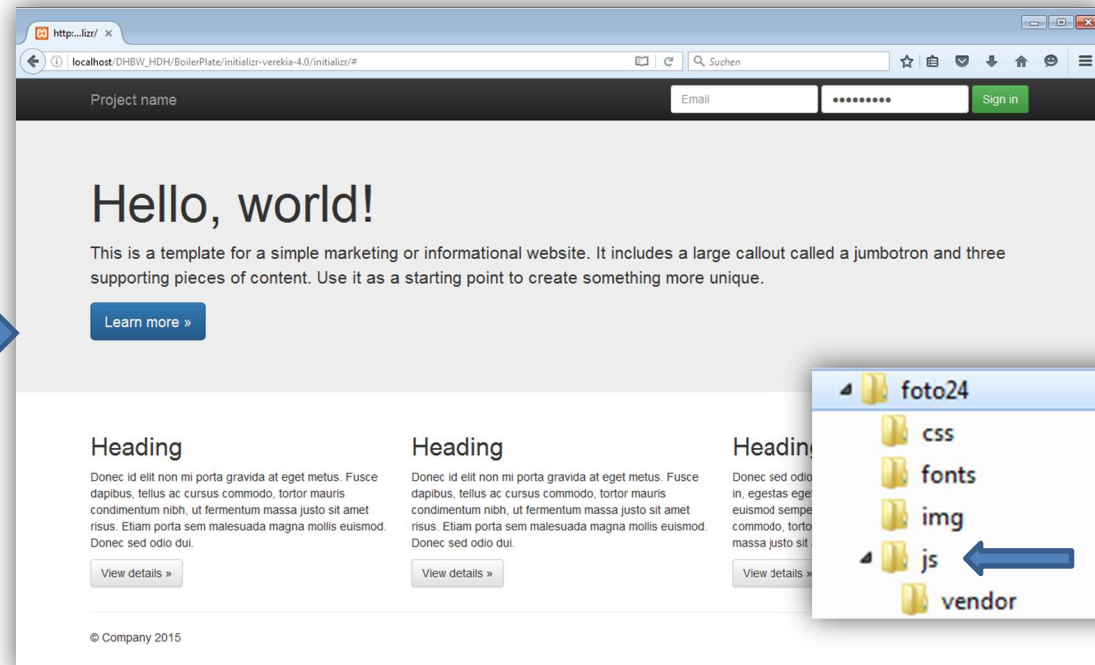 http:...lizr/ ×
localhost/DHBW_HDH/BoilerPlate/initializr-verekia-4.0/initializr/#
Suchen
Project name
Email
•••••••••
Sign in
Hello, world!
This is a template for a simple marketing or informational website. It includes a large callout called a jumbotron and three
supporting pieces of content. Use it as a starting point to create something more unique.
Learn more »
Heading
Donec id elit non mi porta gravida at eget metus. Fusce
dapibus, tellus ac cursus commodo, tortor mauris
condimentum nibh, ut fermentum massa justo sit amet
risus. Etiam porta sem malesuada magna mollis euismod.
Donec sed odio dui.
View details »
Heading
Donec id elit non mi porta gravida at eget metus. Fusce
dapibus, tellus ac cursus commodo, tortor mauris
condimentum nibh, ut fermentum massa justo sit amet
risus. Etiam porta sem malesuada magna mollis euismod.
Donec sed odio dui.
View details »
Headin
Donec sed odio
in, egestas ege
euismod sempe
commodo, torto
massa justo sit
View details »
foto24
css
fonts
img
js
vendor
© Company 2015